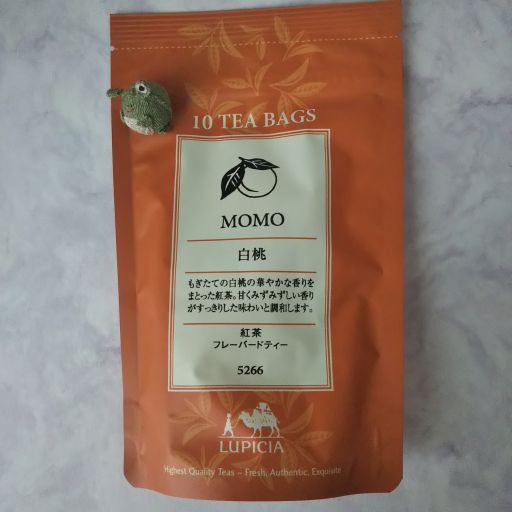 10 TEA BAGS
MOMO
白桃
もぎたての白桃の華やかな香りを
まとった紅茶。甘くみずみずしい香り
がすっきりした味わいと調和します。
紅茶
フレーバードティー
5266
LUPICIA
Highest Quality Teas – Fresh, Authentic, Exquisite